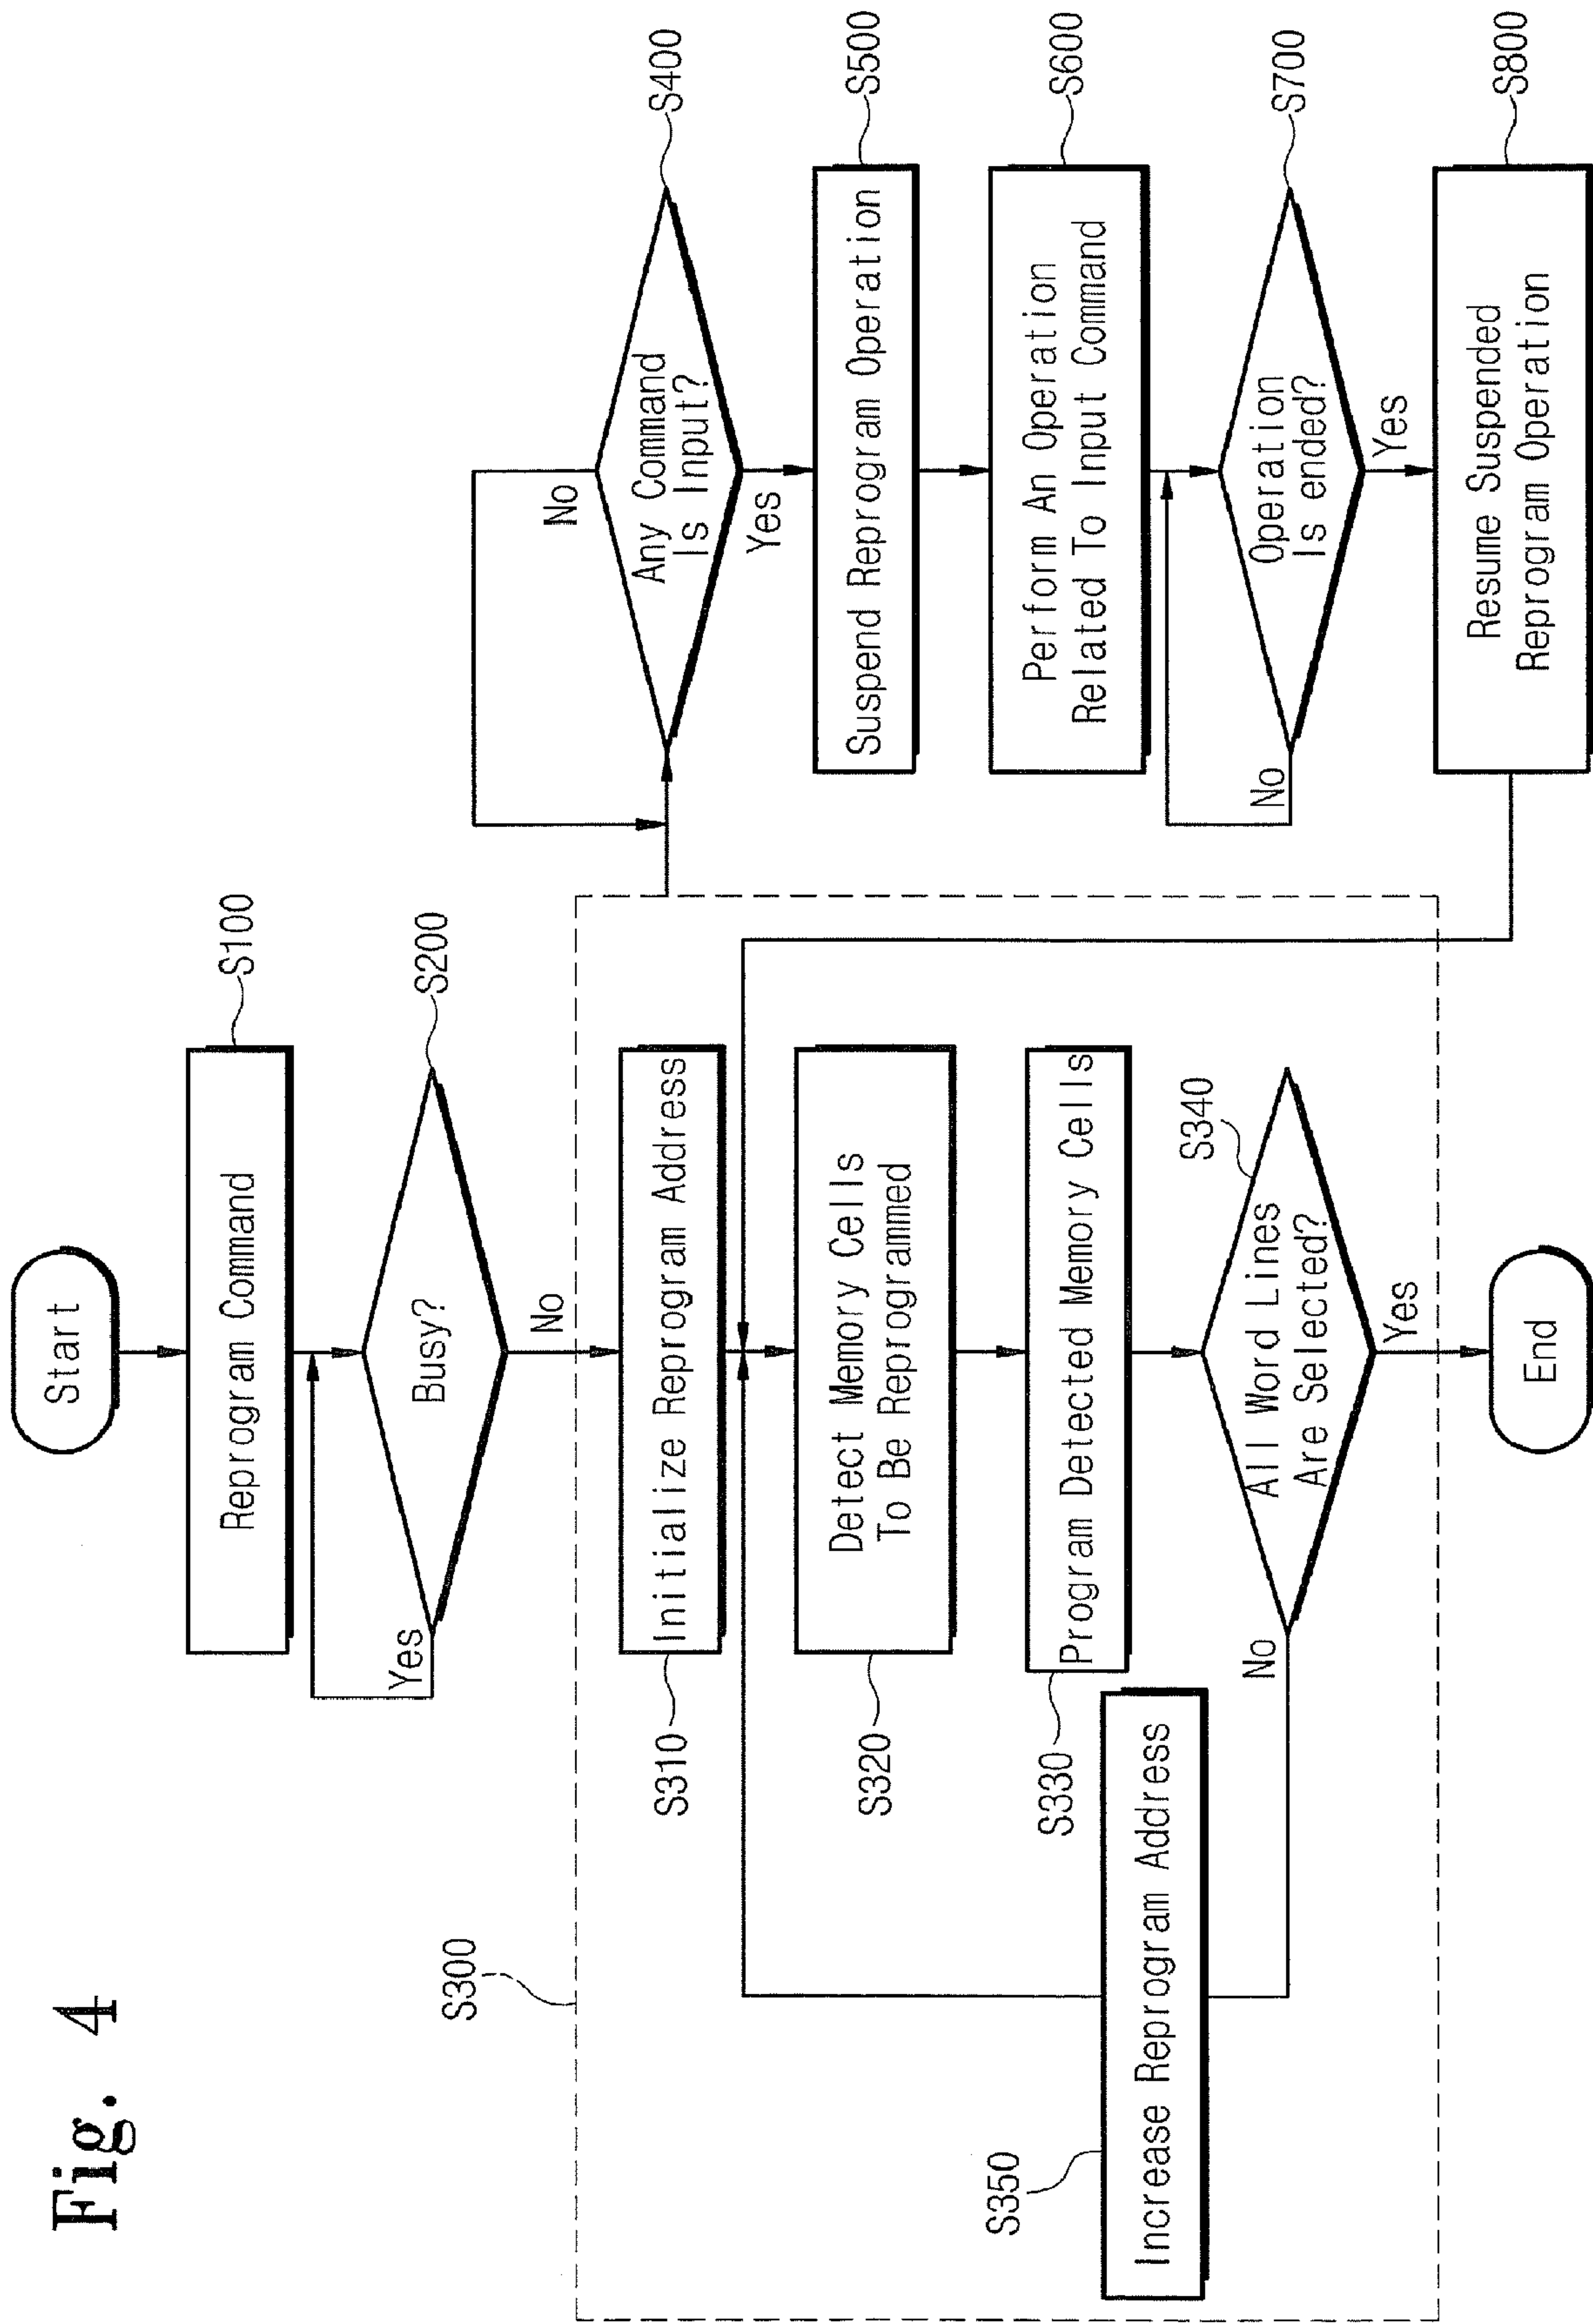 Fig. 4
Start
Reprogram Command
S100
Busy?
S200
Yes
No
S300
Initialize Reprogram Address
S310
Detect Memory Cells
To Be Reprogrammed
S320
Program Detected Memory Cells
S330
All Word Lines
Are Selected?
S340
No
Yes
Increase Reprogram Address
S350
End
Any Command
Is Input?
S400
No
Yes
Suspend Reprogram Operation
S500
Perform An Operation
Related To Input Command
S600
Operation
Is ended?
S700
No
Yes
Resume Suspended
Reprogram Operation
S800